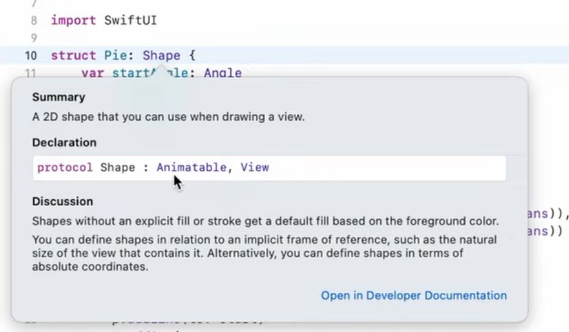 7
8 import SwiftUI
9
10 struct Pie: Shape {
11 var startAngle: Angle
Summary
A 2D shape that you can use when drawing a view.
Declaration
protocol Shape : Animatable, View
Discussion
Shapes without an explicit fill or stroke get a default fill based on the foreground color.
ans)),
You can define shapes in relation to an implicit frame of reference, such as the natural
ans))
size of the view that contains it. Alternatively, you can define shapes in terms of
absolute coordinates.
Open in Developer Documentation